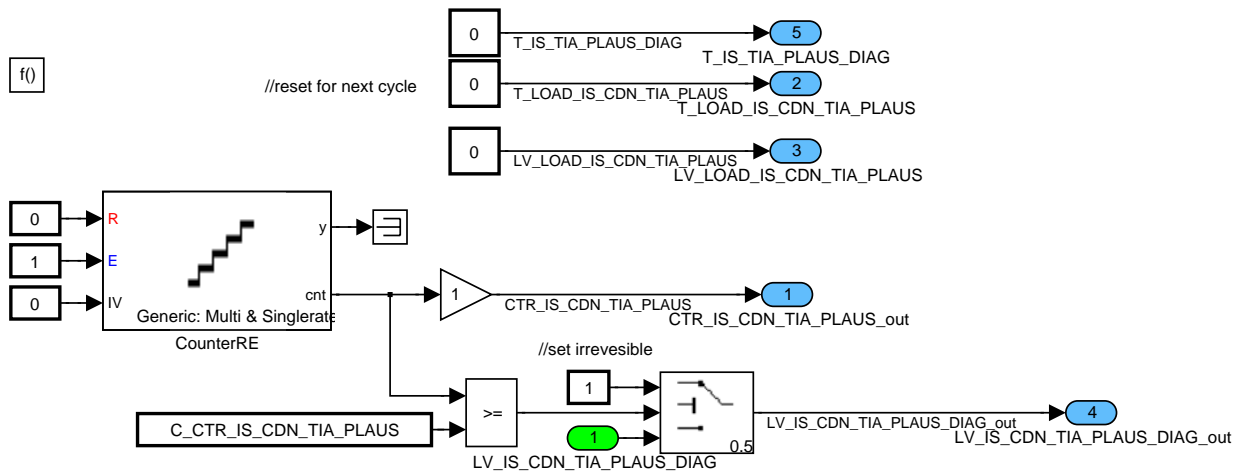 0
T_IS_TIA_PLAUS_DIAG
5
T_IS_TIA_PLAUS_DIAG
f()
//reset for next cycle
0
T_LOAD_IS_CDN_TIA_PLAUS
2
T_LOAD_IS_CDN_TIA_PLAUS
0
LV_LOAD_IS_CDN_TIA_PLAUS
3
LV_LOAD_IS_CDN_TIA_PLAUS
0
R
y
1
E
0
IV
cnt
Generic: Multi & Singlerate
CounterRE
1
CTR_IS_CDN_TIA_PLAUS
1
CTR_IS_CDN_TIA_PLAUS_out
//set irrevesible
1
>=
C_CTR_IS_CDN_TIA_PLAUS
1
LV_IS_CDN_TIA_PLAUS_DIAG
0.5
LV_IS_CDN_TIA_PLAUS_DIAG_out
4
LV_IS_CDN_TIA_PLAUS_DIAG_out